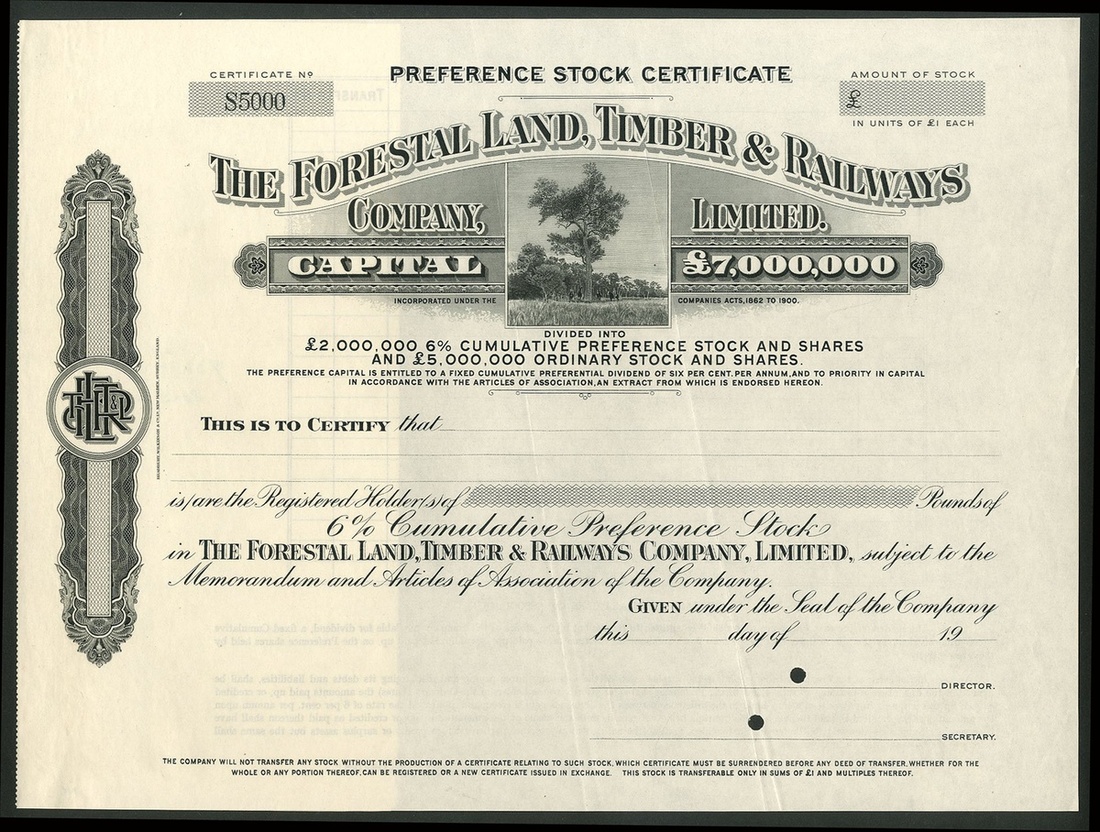 CERTIFICATE Nº
S5000
PREFERENCE STOCK CERTIFICATE
AMOUNT OF STOCK
£
IN UNITS OF £1 EACH
THE FORESTAL LAND, TIMBER & RAILWAYS
COMPANY, LIMITED.
CAPITAL £7,000,000
INCORPORATED UNDER THE COMPANIES ACTS, 1862 TO 1900.
DIVIDED INTO
£2,000,000 6% CUMULATIVE PREFERENCE STOCK AND SHARES
AND £5,000,000 ORDINARY STOCK AND SHARES.
THE PREFERENCE CAPITAL IS ENTITLED TO A FIXED CUMULATIVE PREFERENTIAL DIVIDEND OF SIX PER CENT. PER ANNUM, AND TO PRIORITY IN CAPITAL
IN ACCORDANCE WITH THE ARTICLES OF ASSOCIATION, AN EXTRACT FROM WHICH IS ENDORSED HEREON.
THIS IS TO CERTIFY that
is/are the Registered Holder(s) of Pounds of
6% Cumulative Preference Stock
in THE FORESTAL LAND, TIMBER & RAILWAYS COMPANY, LIMITED, subject to the
Memorandum and Articles of Association of the Company.
GIVEN under the Seal of the Company
this day of 19
DIRECTOR.
SECRETARY.
THE COMPANY WILL NOT TRANSFER ANY STOCK WITHOUT THE PRODUCTION OF A CERTIFICATE RELATING TO SUCH STOCK, WHICH CERTIFICATE MUST BE SURRENDERED BEFORE ANY DEED OF TRANSFER, WHETHER FOR THE
WHOLE OR ANY PORTION THEREOF, CAN BE REGISTERED OR A NEW CERTIFICATE ISSUED IN EXCHANGE. THIS STOCK IS TRANSFERABLE ONLY IN SUMS OF £1 AND MULTIPLES THEREOF.